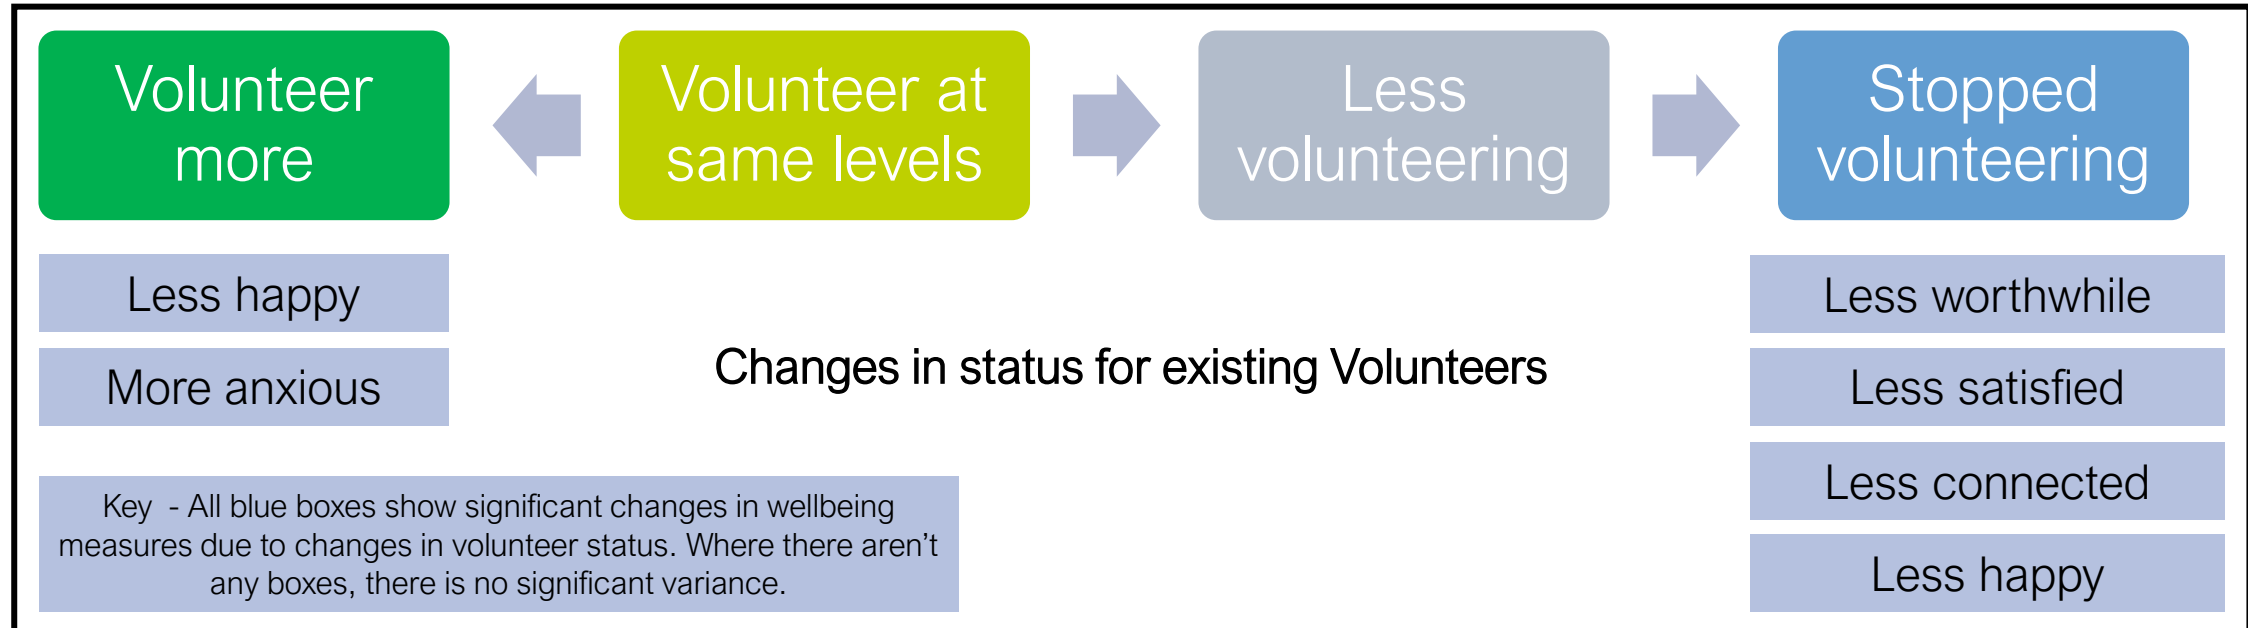 Volunteer
more
Volunteer at
same levels
Less
volunteering
Stopped
volunteering
Less happy
More anxious
Changes in status for existing Volunteers
Less worthwhile
Less satisfied
Less connected
Less happy
Key  - All blue boxes show significant changes in wellbeing
measures due to changes in volunteer status. Where there aren’t
any boxes, there is no significant variance.